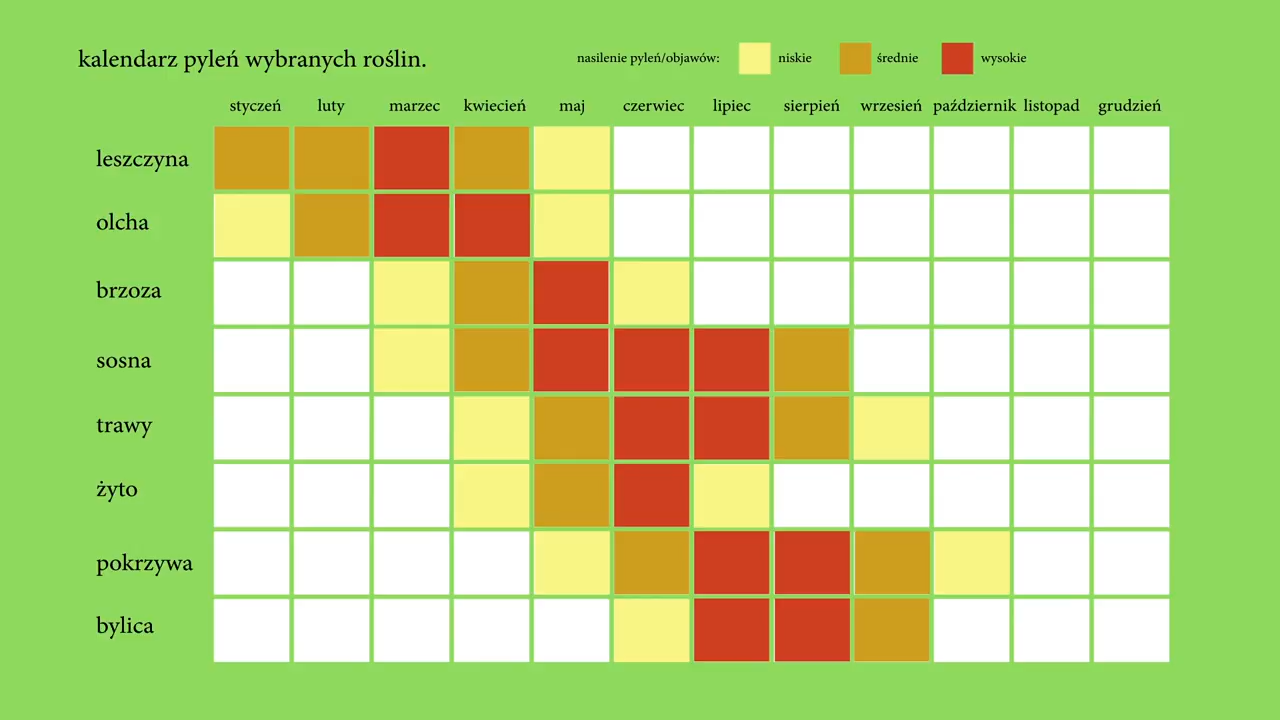 kalendarz pyleń wybranych roślin.
nasilenie pyleń/objawów: niskie średnie wysokie
styczeń luty marzec kwiecień maj czerwiec lipiec sierpień wrzesień październik listopad grudzień
leszczyna
olcha
brzoza
sosna
trawy
żyto
pokrzywa
bylica